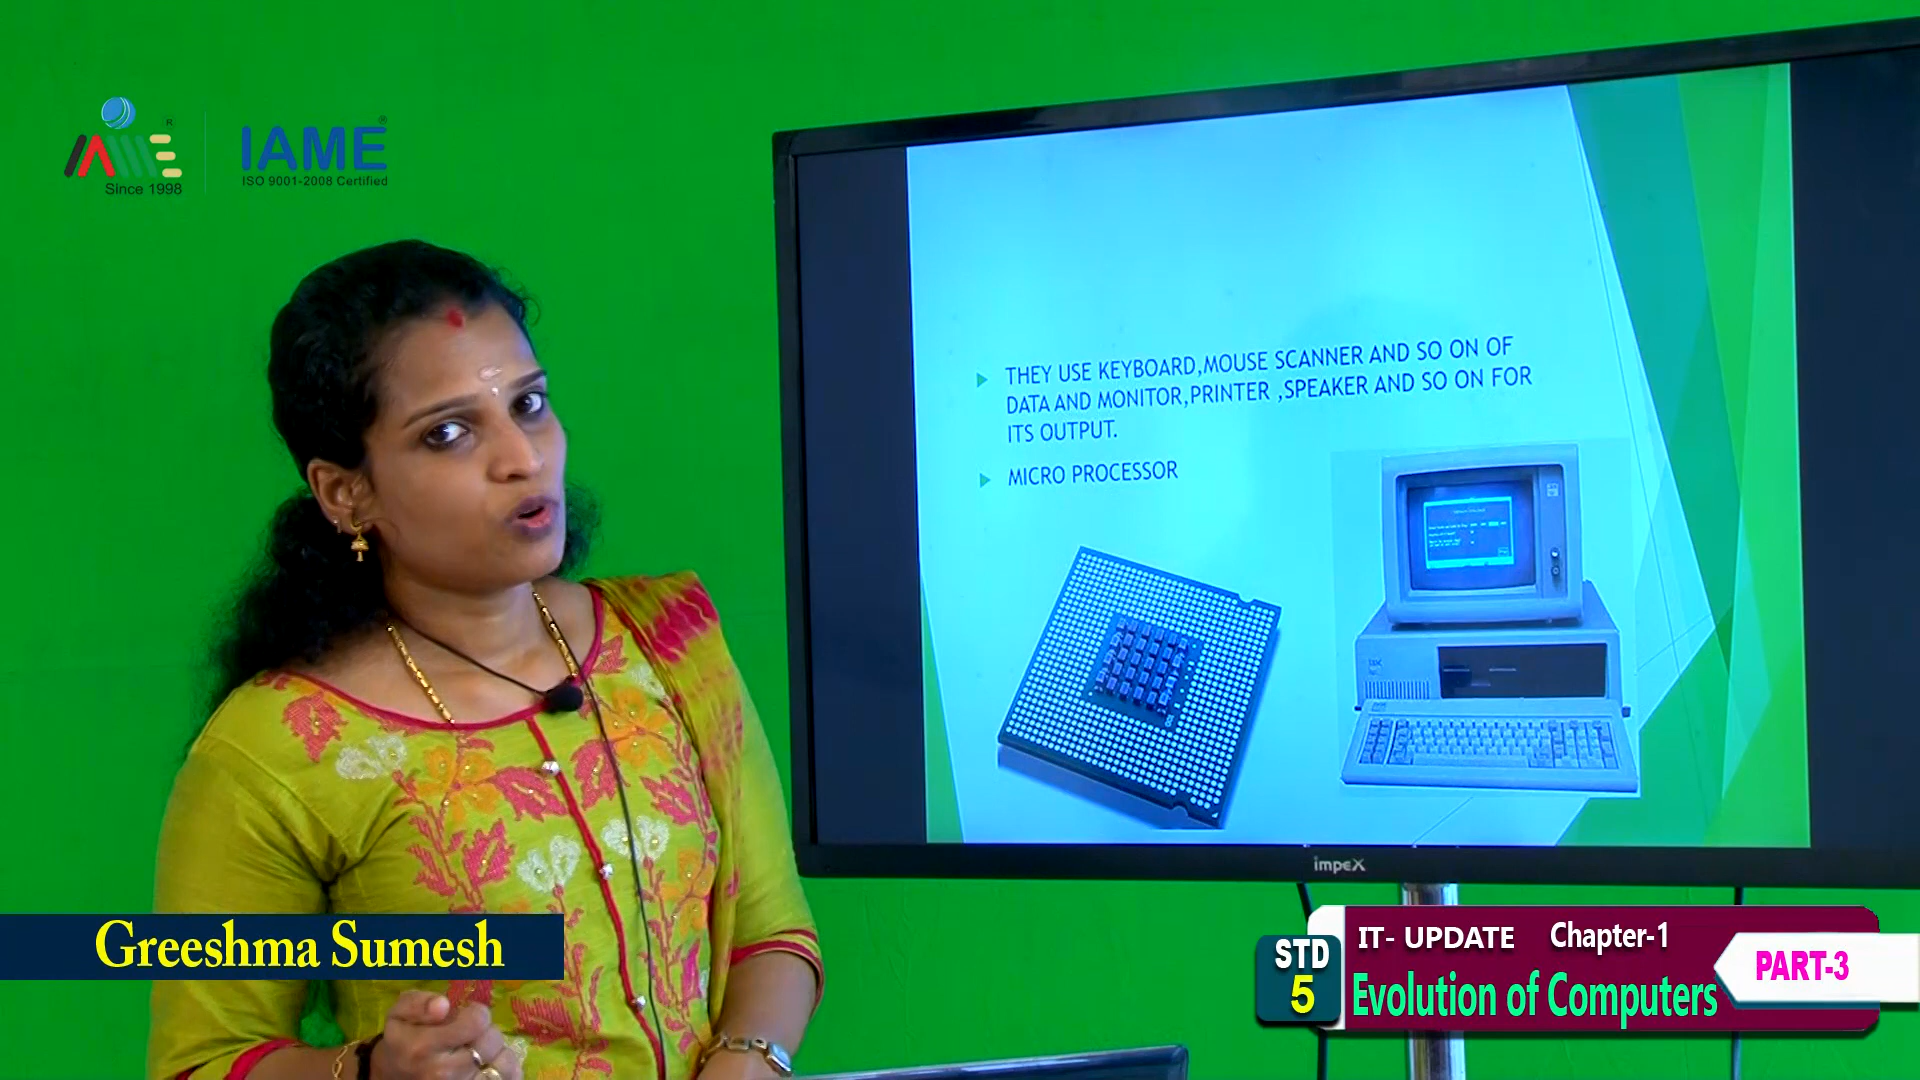 R
Since 1998
IAME
®
ISO 9001-2008 Certified
THEY USE KEYBOARD,MOUSE SCANNER AND SO ON OF
DATA AND MONITOR,PRINTER ,SPEAKER AND SO ON FOR
ITS OUTPUT.
MICRO PROCESSOR
impex
Greeshma Sumesh
STD
5
IT- UPDATE Chapter-1
Evolution of Computers
PART-3